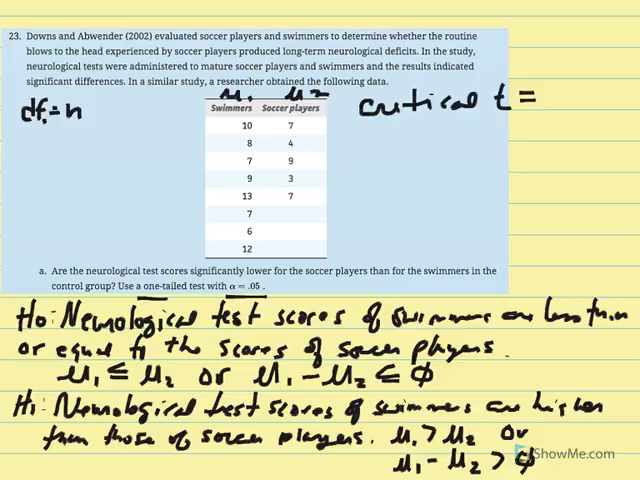 23. Downs and Abwender (2002) evaluated soccer players and swimmers to determine whether the routine
blows to the head experienced by soccer players produced long-term neurological deficits. In the study,
neurological tests were administered to mature soccer players and swimmers and the results indicated
significant differences. In a similar study, a researcher obtained the following data.
μ1 μ2
df1 = n
critical t =
Swimmers Soccer players
10 7
8 4
7 9
9 3
13 7
7
6
12
a. Are the neurological test scores significantly lower for the soccer players than for the swimmers in the
control group? Use a one-tailed test with α = .05 .
Ho: Neurological test scores of swimmers are less than
or equal to the scores of soccer players.
μ1 ≤ μ2 or μ1 - μ2 ≤ ϕ
H1: Neurological test scores of swimmers are higher
than those of soccer players. μ1 > μ2 or
μ1 - μ2 > ϕ
ShowMe.com